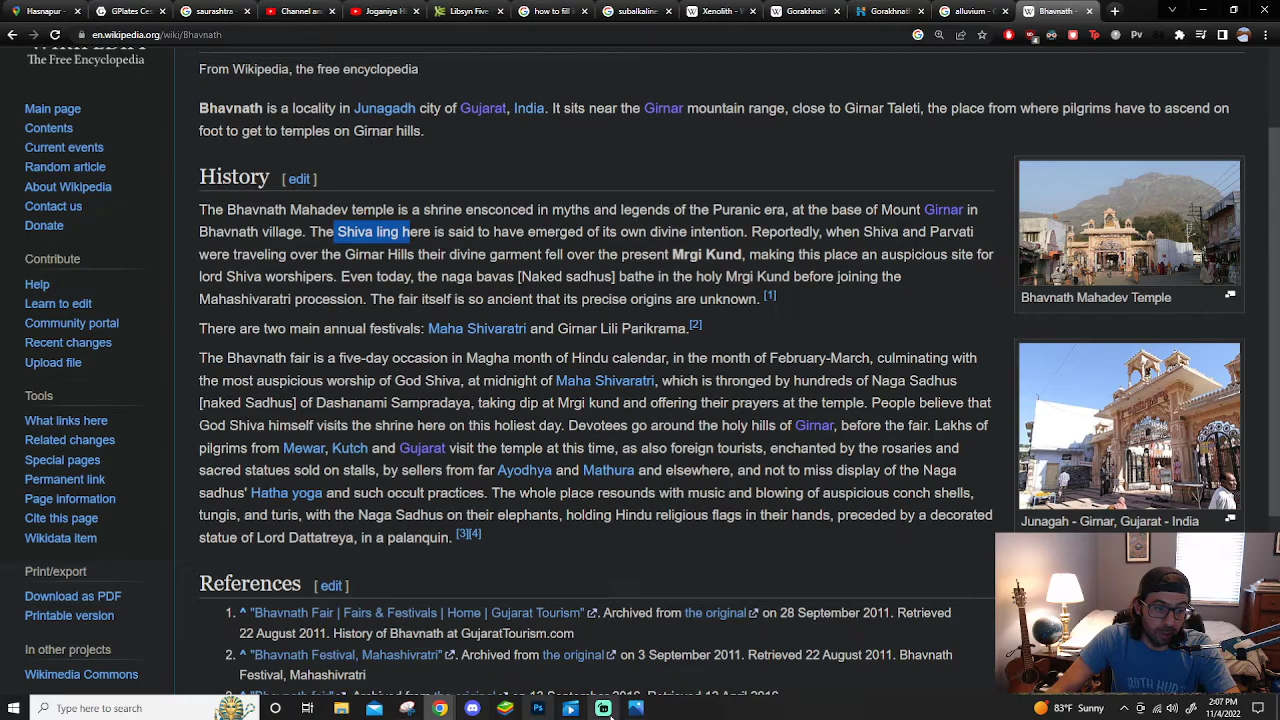 Hasnapur
GPlates Ces
saurashtra
Channel an
Joganiya H
Libsyn Five
how to fill
subalkaline
Xenolith - W
Gorakhnath
Gorakhnath
alluvium - G
Bhavnath -
en.wikipedia.org/wiki/Bhavnath
The Free Encyclopedia
Main page
Contents
Current events
Random article
About Wikipedia
Contact us
Donate
Contribute
Help
Learn to edit
Community portal
Recent changes
Upload file
Tools
What links here
Related changes
Special pages
Permanent link
Page information
Cite this page
Wikidata item
Print/export
Download as PDF
Printable version
In other projects
Wikimedia Commons
From Wikipedia, the free encyclopedia
Bhavnath is a locality in Junagadh city of Gujarat, India. It sits near the Girnar mountain range, close to Girnar Taleti, the place from where pilgrims have to ascend on
foot to get to temples on Girnar hills.
History [ edit ]
The Bhavnath Mahadev temple is a shrine ensconced in myths and legends of the Puranic era, at the base of Mount Girnar in
Bhavnath village. The Shiva ling here is said to have emerged of its own divine intention. Reportedly, when Shiva and Parvati
were traveling over the Girnar Hills their divine garment fell over the present Mrgi Kund, making this place an auspicious site for
lord Shiva worshipers. Even today, the naga bavas [Naked sadhus] bathe in the holy Mrgi Kund before joining the
Mahashivaratri procession. The fair itself is so ancient that its precise origins are unknown. [1]
There are two main annual festivals: Maha Shivaratri and Girnar Lili Parikrama.[2]
The Bhavnath fair is a five-day occasion in Magha month of Hindu calendar, in the month of February-March, culminating with
the most auspicious worship of God Shiva, at midnight of Maha Shivaratri, which is thronged by hundreds of Naga Sadhus
[naked Sadhus] of Dashanami Sampradaya, taking dip at Mrgi kund and offering their prayers at the temple. People believe that
God Shiva himself visits the shrine here on this holiest day. Devotees go around the holy hills of Girnar, before the fair. Lakhs of
pilgrims from Mewar, Kutch and Gujarat visit the temple at this time, as also foreign tourists, enchanted by the rosaries and
sacred statues sold on stalls, by sellers from far Ayodhya and Mathura and elsewhere, and not to miss display of the Naga
sadhus' Hatha yoga and such occult practices. The whole place resounds with music and blowing of auspicious conch shells,
tungis, and turis, with the Naga Sadhus on their elephants, holding Hindu religious flags in their hands, preceded by a decorated
statue of Lord Dattatreya, in a palanquin. [3][4]
Bhavnath Mahadev Temple
Junagah - Girnar, Gujarat - India
References [ edit ]
1. ^ "Bhavnath Fair | Fairs & Festivals | Home | Gujarat Tourism" . Archived from the original on 28 September 2011. Retrieved
22 August 2011. History of Bhavnath at GujaratTourism.com
2. ^ "Bhavnath Festival, Mahashivratri" . Archived from the original on 3 September 2011. Retrieved 22 August 2011. Bhavnath
Festival, Mahashivratri
Type here to search
83°F Sunny
2:07 PM
11/4/2022